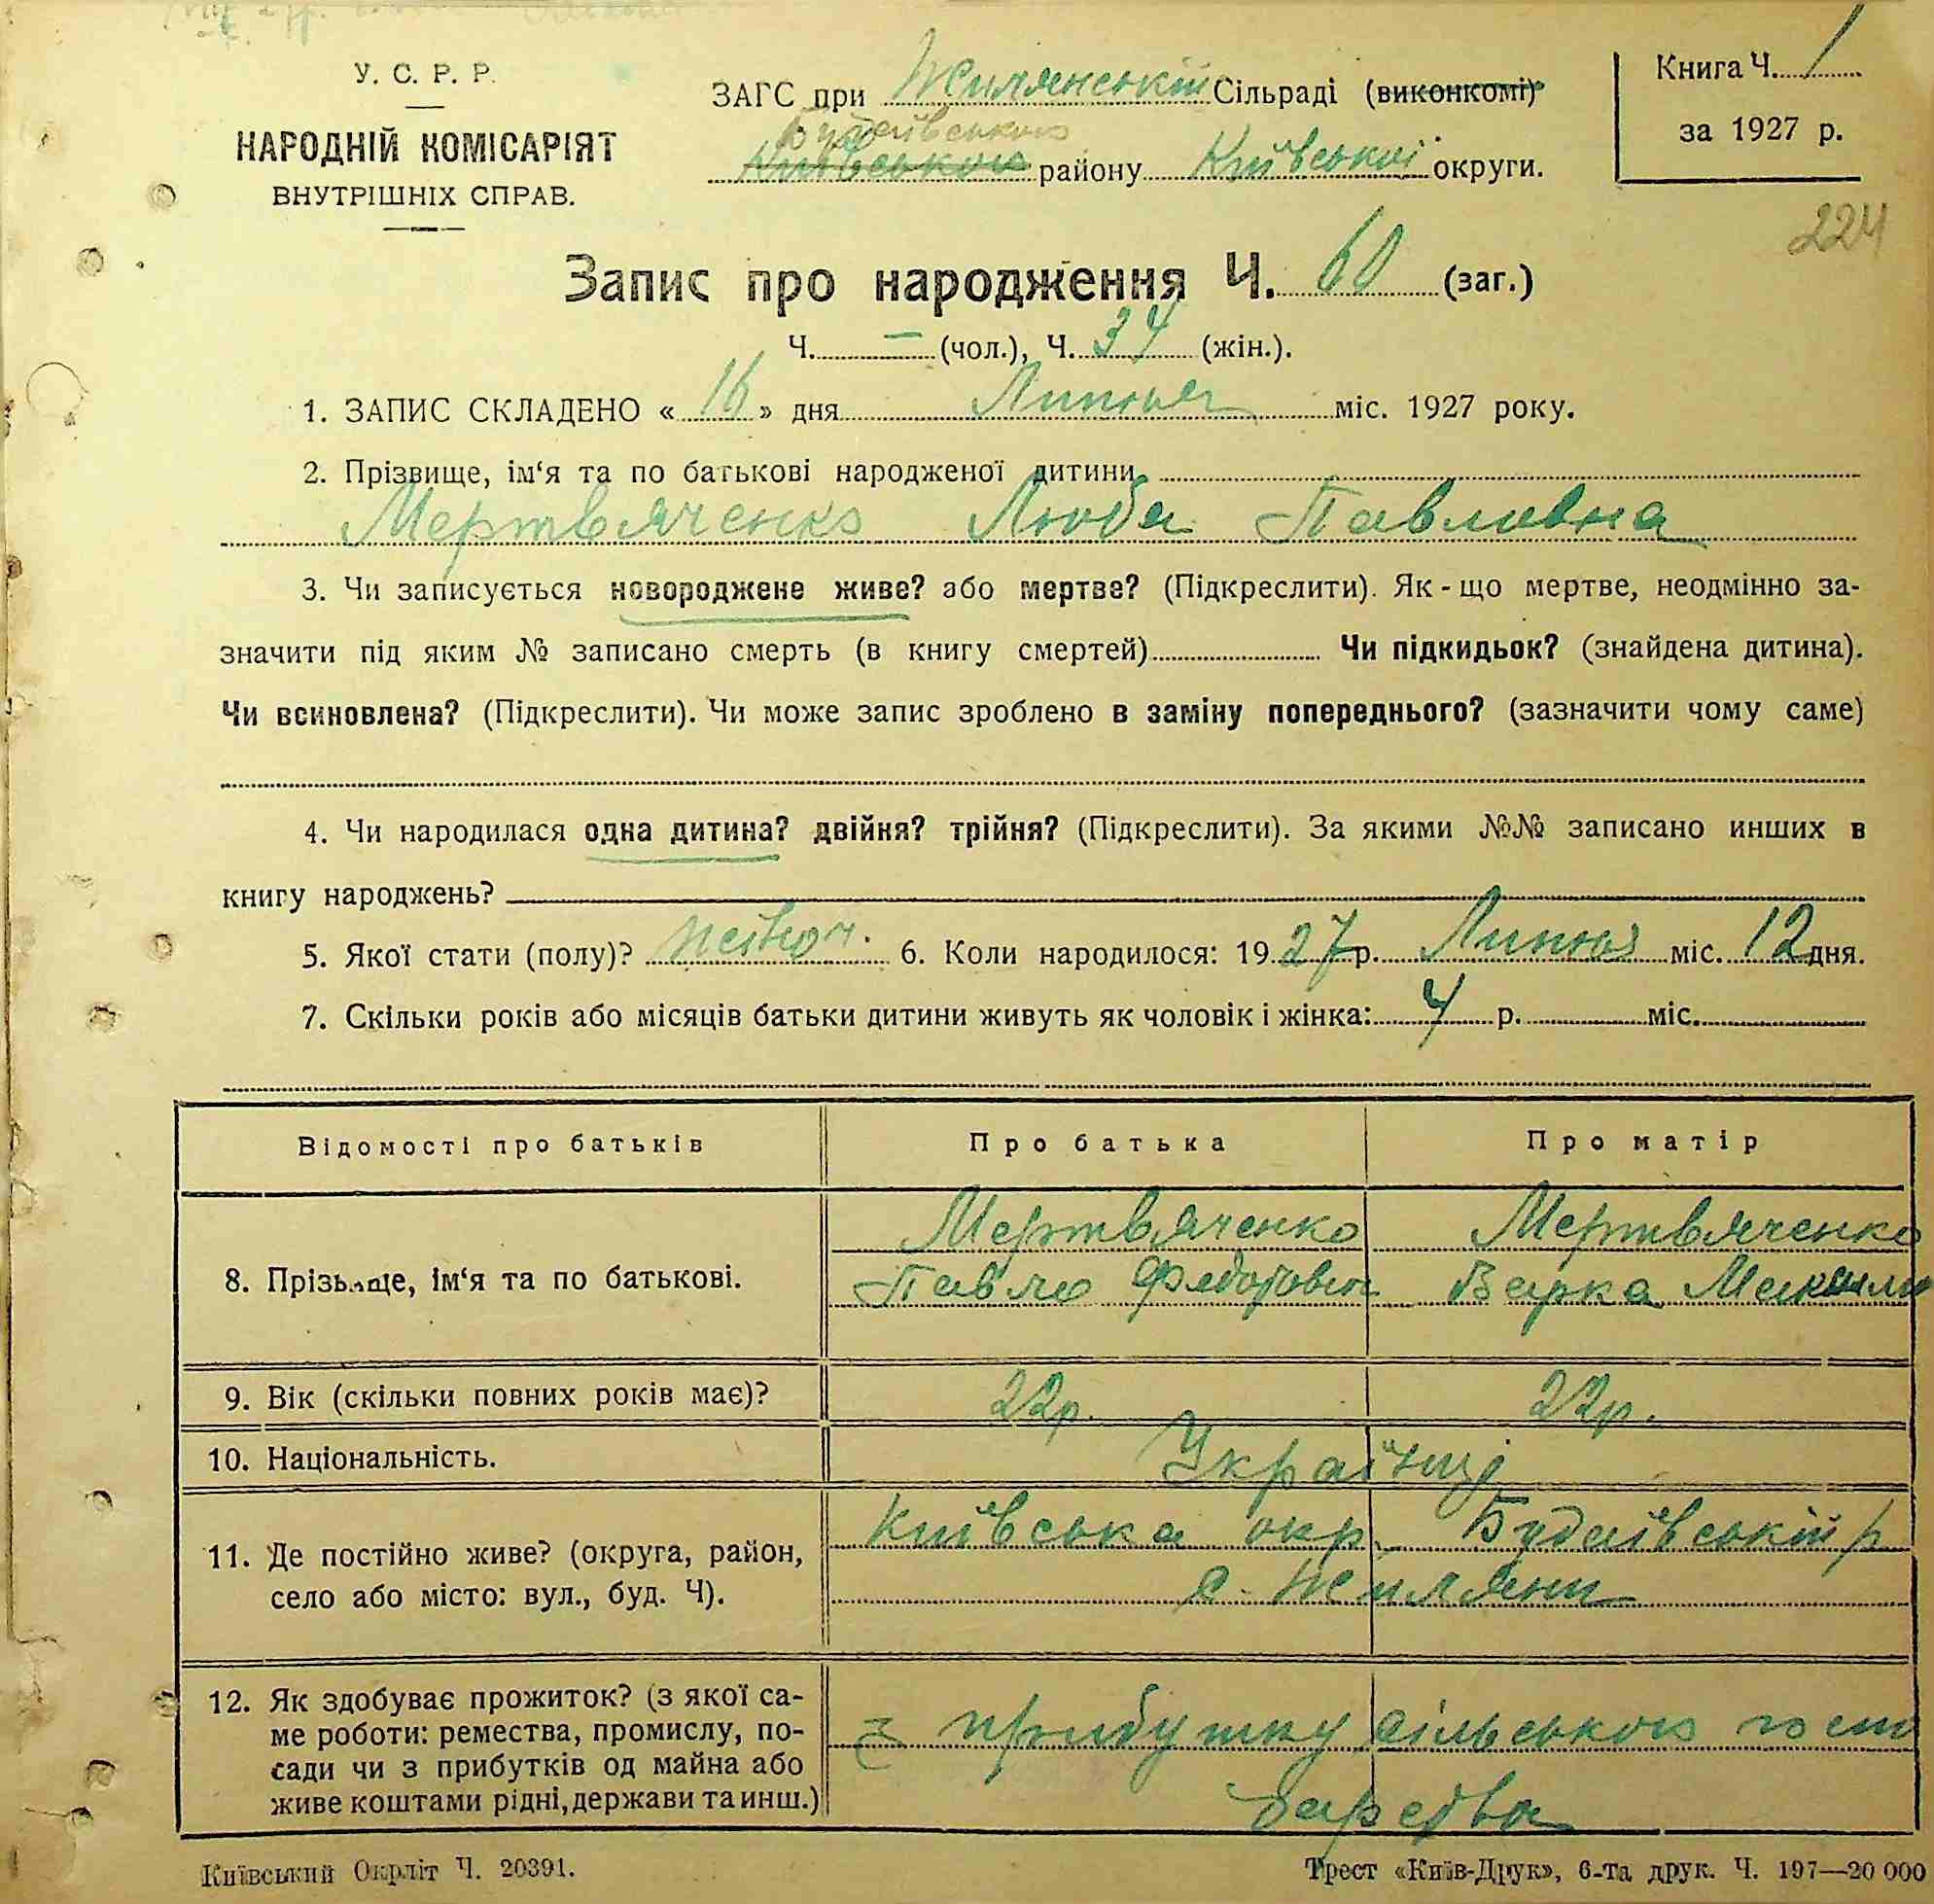 У. С. Р. Р.
НАРОДНІЙ КОМІСАРІЯТ
ВНУТРІШНІХ СПРАВ.
ЗАГС при Жилянській Сільраді (виконкомі)
Будаївського
Київського району Київської округи.
Книга Ч. 1
за 1927 р.
224
Запис про народження Ч. 60 (заг.)
Ч. — (чол.), Ч. 34 (жін.).
1. ЗАПИС СКЛАДЕНО « 16 » дня Липня міс. 1927 року.
2. Прізвище, ім‘я та по батькові народженої дитини
Мертвяченко Люба Павловна
3. Чи записується новороджене живе? або мертве? (Підкреслити). Як-що мертве, неодмінно за-
значити під яким № записано смерть (в книгу смертей) Чи підкидьок? (знайдена дитина).
Чи всиновлена? (Підкреслити). Чи може запис зроблено в заміну попереднього? (зазначити чому саме)
4. Чи народилася одна дитина? двійня? трійня? (Підкреслити). За якими №№ записано инших в
книгу народжень?
5. Якої стати (полу)? жіноч. 6. Коли народилося: 1927 р. Липня міс. 12 дня.
7. Скільки років або місяців батьки дитини живуть як чоловік і жінка: 4 р. міс.
Відомості про батьків Про батька Про матір
8. Прізвище, ім‘я та по батькові.
Мертвяченко Мертвяченко
Павло Федорович Варка
9. Вік (скільки повних років має)? 22р. 22р.
10. Національність. Українці
11. Де постійно живе? (округа, район,
село або місто: вул., буд. Ч).
Київська окр. Будаївський р
с. Жиляни
12. Як здобуває прожиток? (з якої са-
ме роботи: ремества, промислу, по-
сади чи з прибутків од майна або
живе коштами рідні, держави та инш.)
з прибутку сільського госп
дарства
Київський Окрліт Ч. 20391.
Трест «Київ-Друк», 6-та друк. Ч. 197—20 000